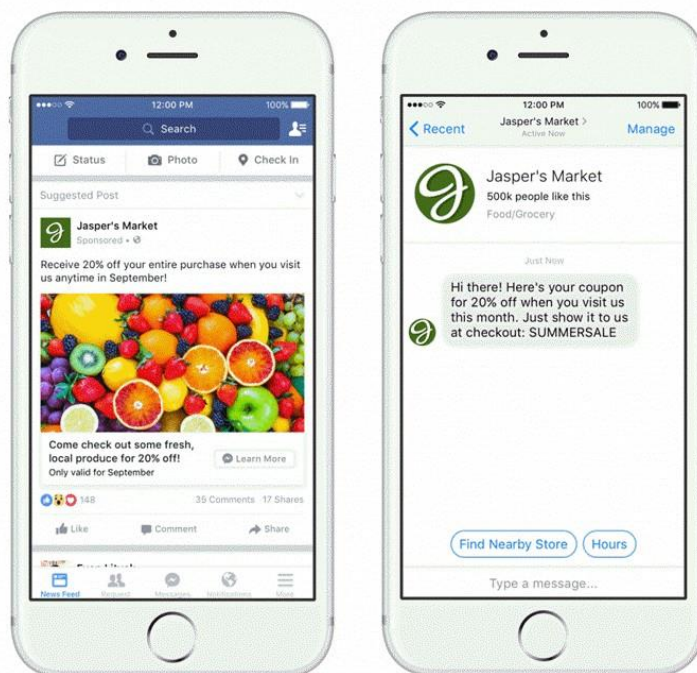 12:00 PM
100%
Search
Status
Photo
Check In
Suggested Post
Jasper's Market
Sponsored •
Receive 20% off your entire purchase when you visit
us anytime in September!
Come check out some fresh,
local produce for 20% off!
Only valid for September
Learn More
148
35 Comments 17 Shares
Like
Comment
Share
News Feed
Request
Messages
Notifications
More
12:00 PM
100%
Recent
Jasper's Market >
Active Now
Manage
Jasper's Market
500k people like this
Food/Grocery
Just Now
Hi there! Here's your coupon
for 20% off when you visit us
this month. Just show it to us
at checkout: SUMMERSALE
Find Nearby Store
Hours
Type a message...